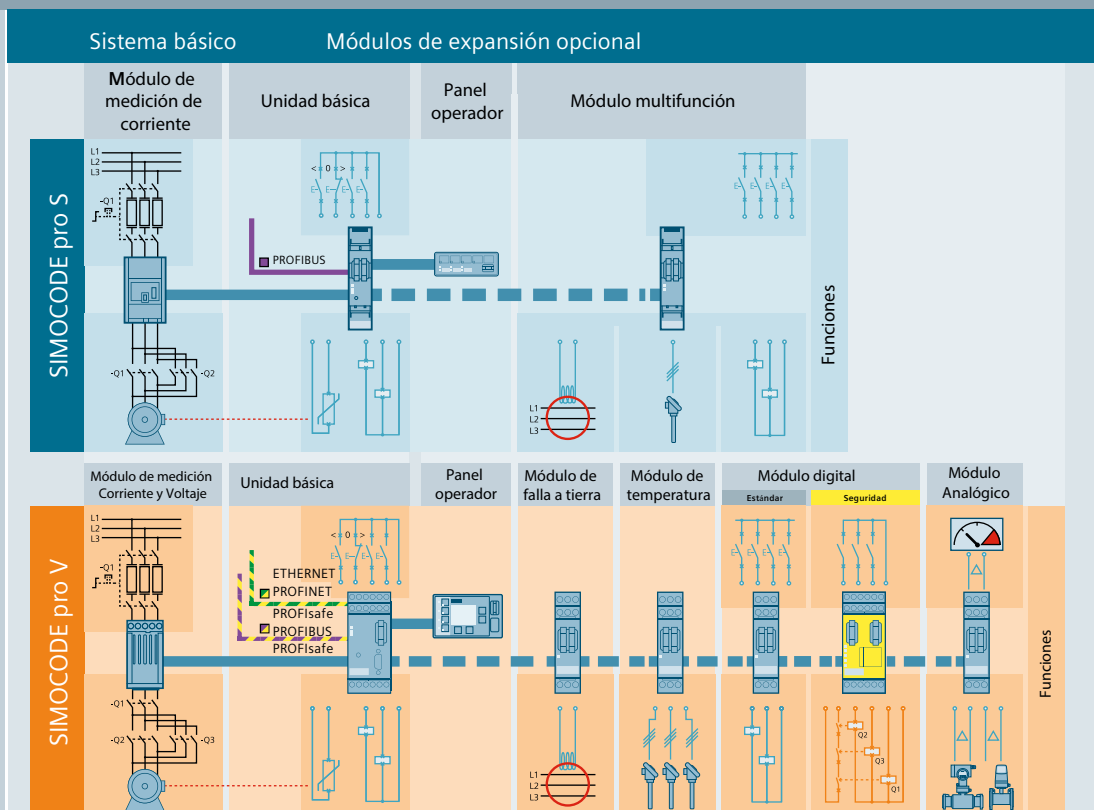 Sistema básico
Módulos de expansión opcional
Módulo de
medición de
corriente
Unidad básica
Panel
operador
Módulo multifunción
SIMOCODE pro S
L1
L2
L3
-Q1
< 0 >
E
E
E
E
PROFIBUS
E
E
E
E
Funciones
-Q1
-Q2
L1
L2
L3
Módulo de medición
Corriente y Voltaje
Unidad básica
Panel
operador
Módulo de
falla a tierra
Módulo de
temperatura
Módulo digital
Estándar
Seguridad
Módulo
Analógico
SIMOCODE pro V
L1
L2
L3
-Q1
< 0 >
E
E
E
E
ETHERNET
PROFINET
PROFIsafe
PROFIBUS
PROFIsafe
E
E
E
E
Funciones
-Q1
-Q2
-Q3
L1
L2
L3
Q2
Q3
Q1